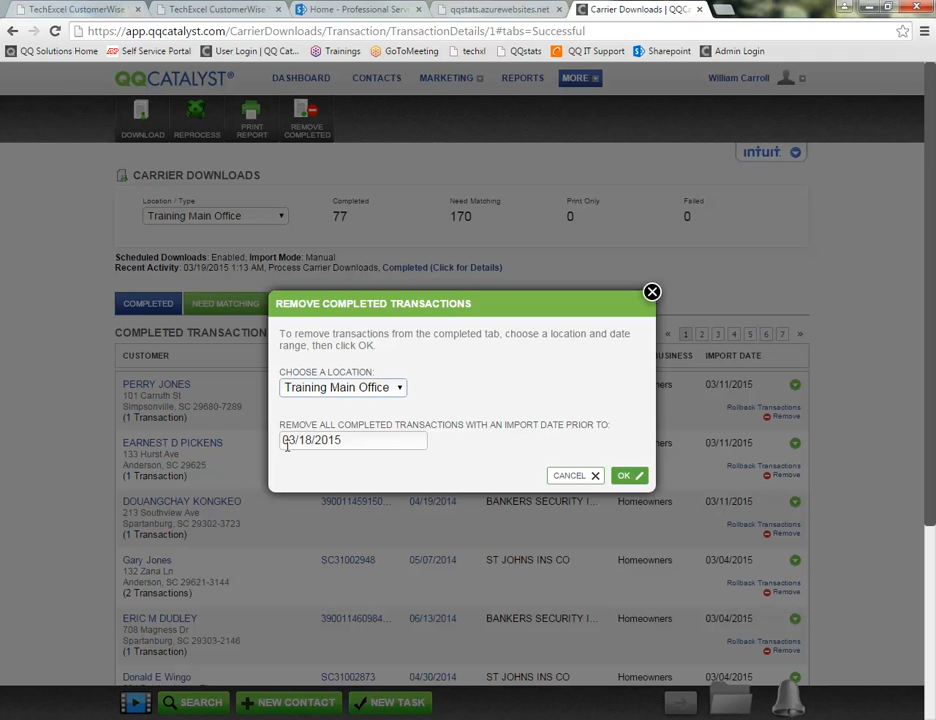 TechExcel CustomerWise
TechExcel CustomerWise
Home - Professional Serv
qqstats.azurewebsites.net
Carrier Downloads | QQC
https://app.qqcatalyst.com/CarrierDownloads/Transaction/TransactionDetails/1#tabs=Successful
QQ Solutions Home
Self Service Portal
User Login | QQ Cat...
Trainings
GoToMeeting
techxl
QQstats
QQ IT Support
Sharepoint
Admin Login
QQCATALYST®
DASHBOARD
CONTACTS
MARKETING
REPORTS
MORE
William Carroll
DOWNLOAD
REPROCESS
PRINT
REPORT
REMOVE
COMPLETED
intuit
CARRIER DOWNLOADS
Location / Type
Completed
Need Matching
Print Only
Failed
Training Main Office
77
170
0
0
Scheduled Downloads: Enabled, Import Mode: Manual
Recent Activity: 03/19/2015 1:13 AM, Process Carrier Downloads, Completed (Click for Details)
COMPLETED
NEED MATCHING
REMOVE COMPLETED TRANSACTIONS
To remove transactions from the completed tab, choose a location and date
range, then click OK.
CHOOSE A LOCATION:
Training Main Office
REMOVE ALL COMPLETED TRANSACTIONS WITH AN IMPORT DATE PRIOR TO:
03/18/2015
CANCEL
OK
COMPLETED TRANSACTION
« 1 2 3 4 5 6 7 »
CUSTOMER
BUSINESS
IMPORT DATE
PERRY JONES
ners
03/11/2015
101 Carruth St
Simpsonville, SC 29680-7289
Rollback Transactions
(1 Transaction)
Remove
EARNEST D PICKENS
ners
03/11/2015
133 Hurst Ave
Anderson, SC 29625
Rollback Transactions
(1 Transaction)
Remove
DOUANGCHAY KONGKEO
390011459150...
04/19/2014
BANKERS SECURITY I...
Homeowners
03/11/2015
213 Southview Ave
Spartanburg, SC 29302-3723
Rollback Transactions
(1 Transaction)
Remove
Gary Jones
SC31002948
05/07/2014
ST JOHNS INS CO
Homeowners
03/04/2015
132 Zana Ln
Anderson, SC 29621-3144
Rollback Transactions
(2 Transactions)
Remove
ERIC M DUDLEY
390011460984...
06/13/2014
BANKERS SECURITY I...
Homeowners
03/04/2015
708 Magness Dr
Spartanburg, SC 29303-2146
Rollback Transactions
(1 Transaction)
Remove
Donald E Wingo
SC31002873
04/30/2014
ST JOHNS INS CO
Homeowners
03/04/2015
SEARCH
NEW CONTACT
NEW TASK